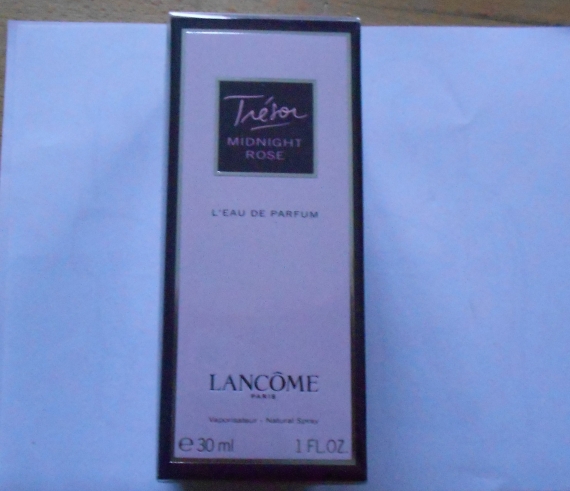 Trésor
MIDNIGHT
ROSE
L'EAU DE PARFUM
LANCÔME
PARIS
Vaporisateur - Natural Spray
℮ 30 ml 1 FL.OZ.